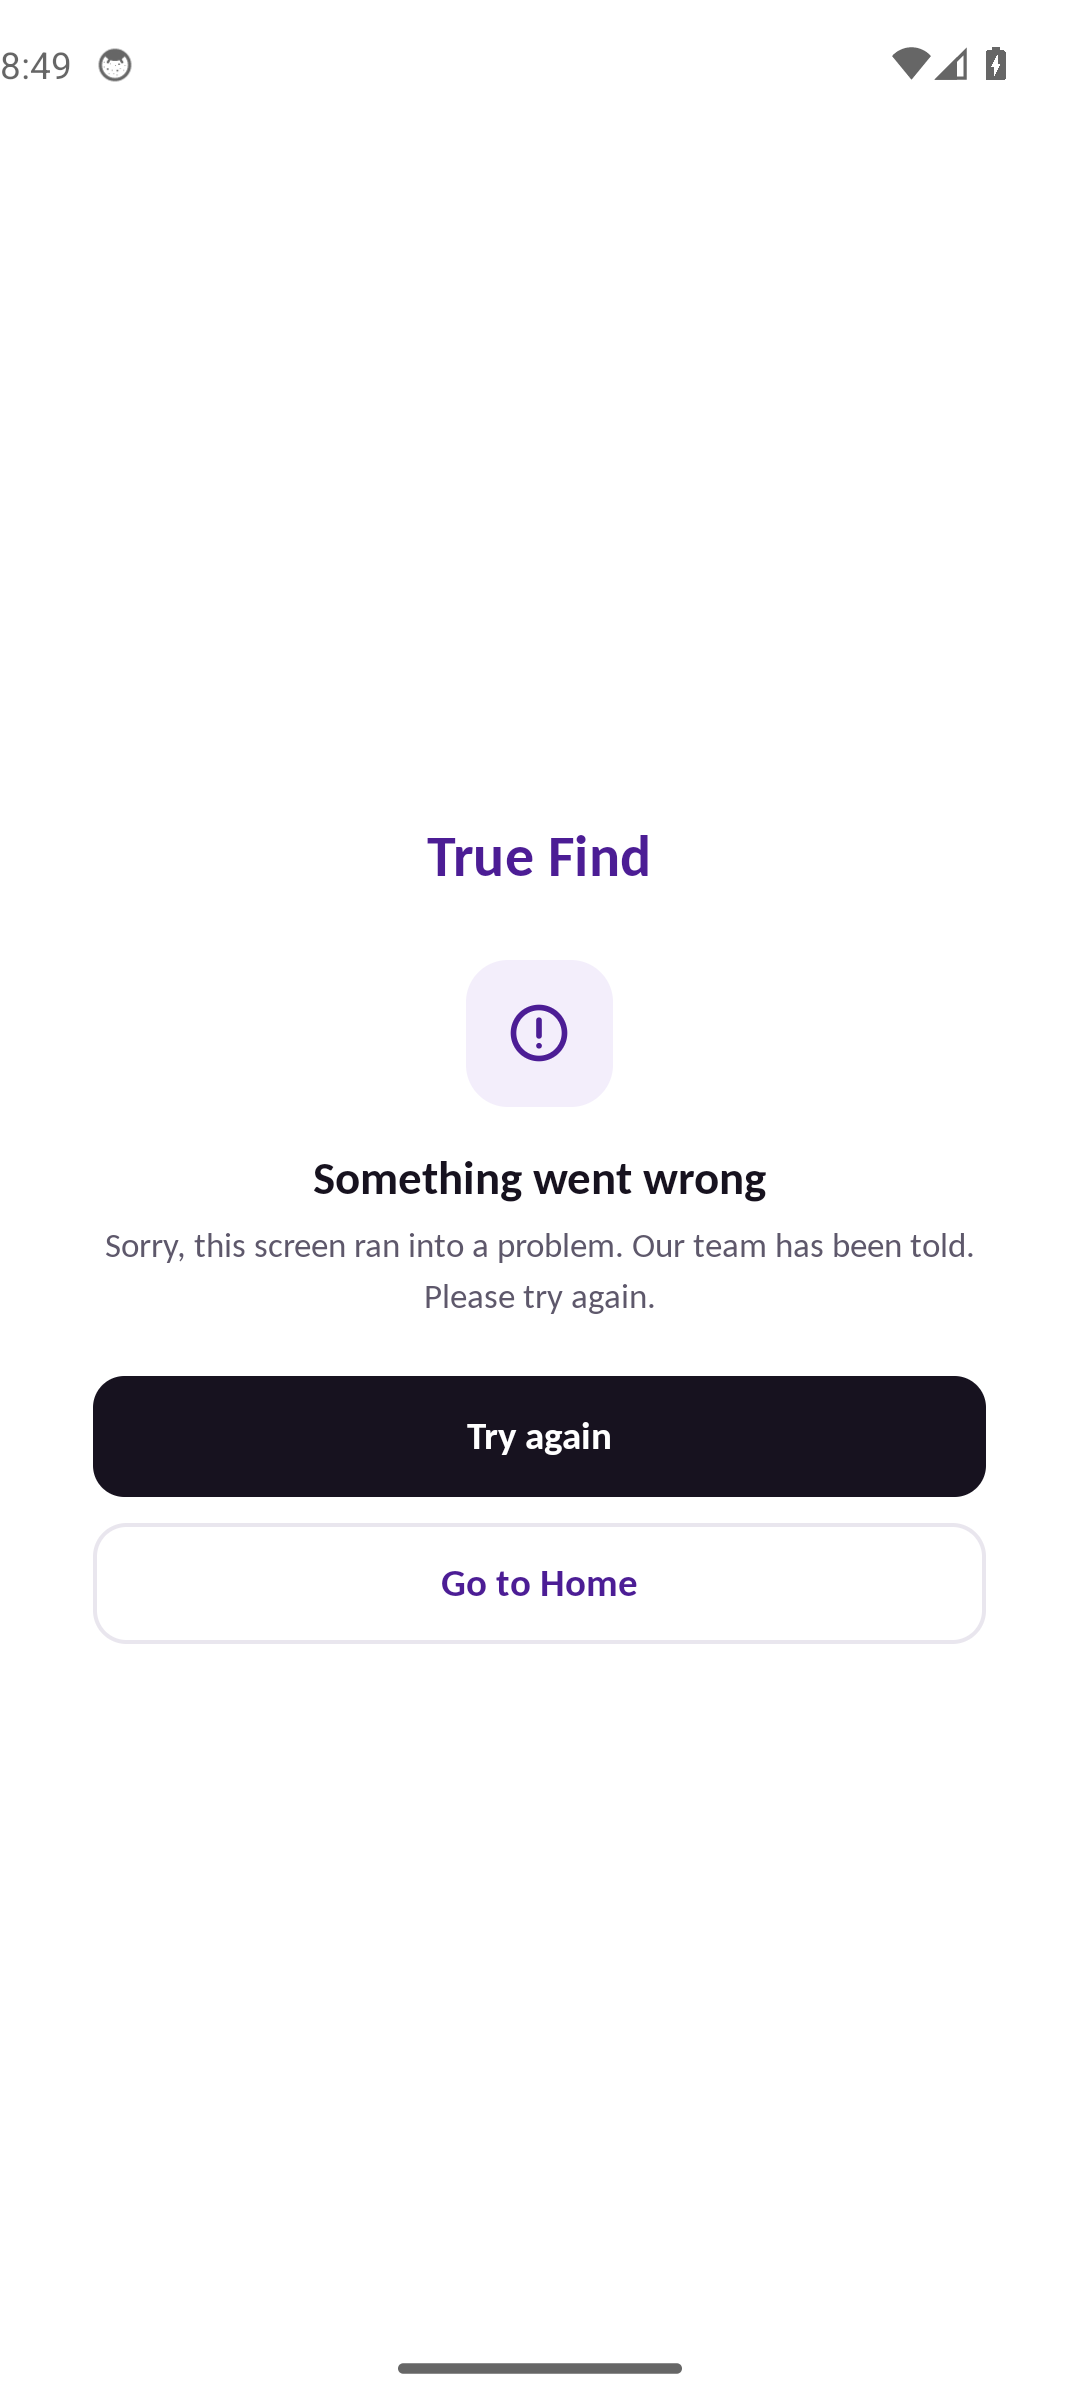 8:49
True Find
Something went wrong
Sorry, this screen ran into a problem. Our team has been told.
Please try again.
Try again
Go to Home